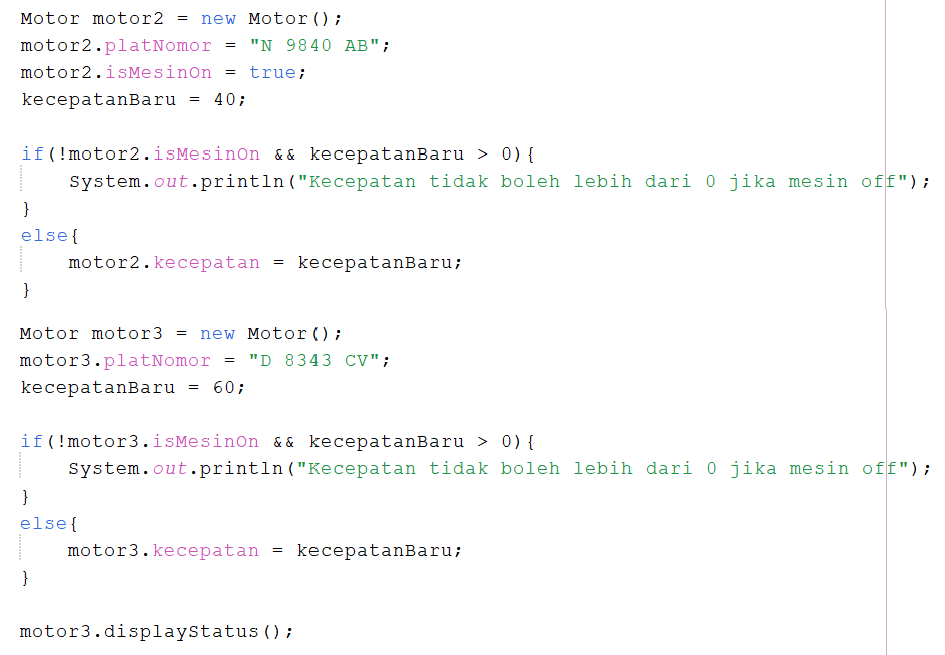 Motor motor2 = new Motor();
motor2.platNomor = "N 9840 AB";
motor2.isMesinOn = true;
kecepatanBaru = 40;
if(!motor2.isMesinOn && kecepatanBaru > 0){
System.out.println("Kecepatan tidak boleh lebih dari 0 jika mesin off");
}
else{
motor2.kecepatan = kecepatanBaru;
}
Motor motor3 = new Motor();
motor3.platNomor = "D 8343 CV";
kecepatanBaru = 60;
if(!motor3.isMesinOn && kecepatanBaru > 0){
System.out.println("Kecepatan tidak boleh lebih dari 0 jika mesin off");
}
else{
motor3.kecepatan = kecepatanBaru;
}
motor3.displayStatus();